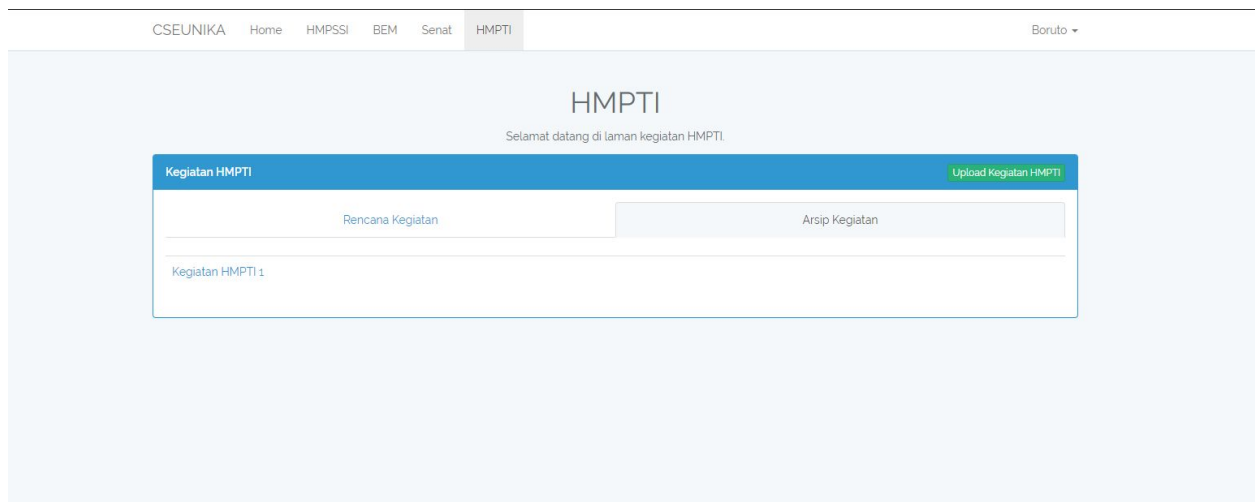 CSEUNIKA Home HMPSSI BEM Senat HMPTI Boruto
HMPTI
Selamat datang di laman kegiatan HMPTI.
Kegiatan HMPTI Upload Kegiatan HMPTI
Rencana Kegiatan Arsip Kegiatan
Kegiatan HMPTI 1